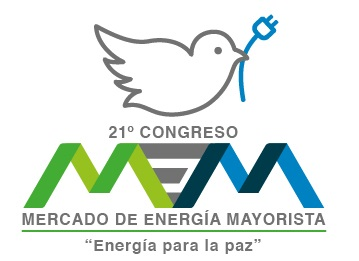 21º CONGRESO
MEM
MERCADO DE ENERGÍA MAYORISTA
“Energía para la paz”